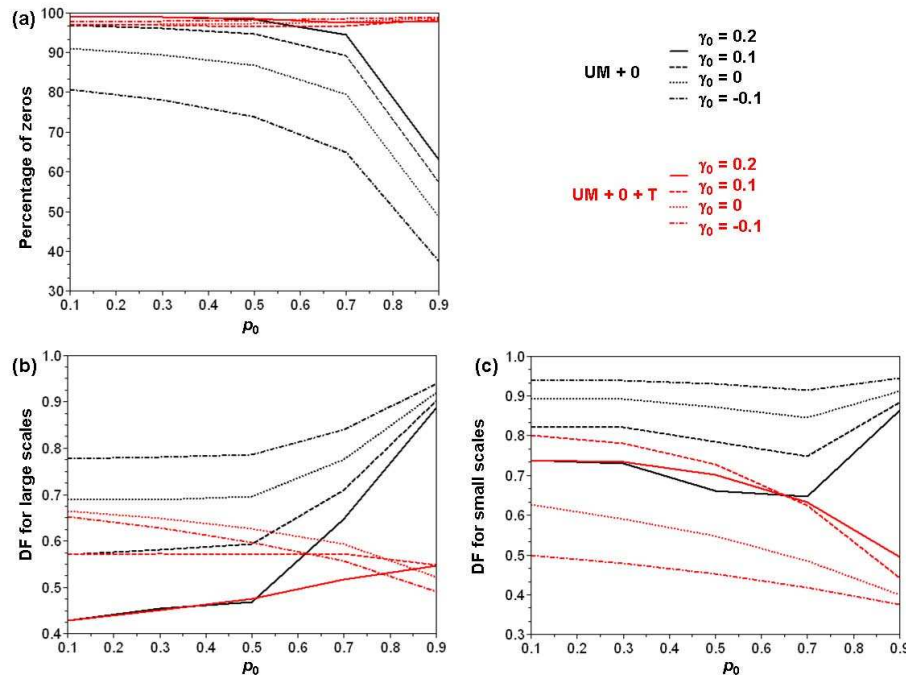 (a)
Percentage of zeros
100
90
80
70
60
50
40
30
0.1 0.2 0.3 0.4 0.5 0.6 0.7 0.8 0.9
p₀
UM + 0
γ₀ = 0.2
γ₀ = 0.1
γ₀ = 0
γ₀ = -0.1
UM + 0 + T
γ₀ = 0.2
γ₀ = 0.1
γ₀ = 0
γ₀ = -0.1
(b)
DF for large scales
1.0
0.9
0.8
0.7
0.6
0.5
0.4
0.1 0.2 0.3 0.4 0.5 0.6 0.7 0.8 0.9
p₀
(c)
DF for small scales
1.0
0.9
0.8
0.7
0.6
0.5
0.4
0.3
0.1 0.2 0.3 0.4 0.5 0.6 0.7 0.8 0.9
p₀